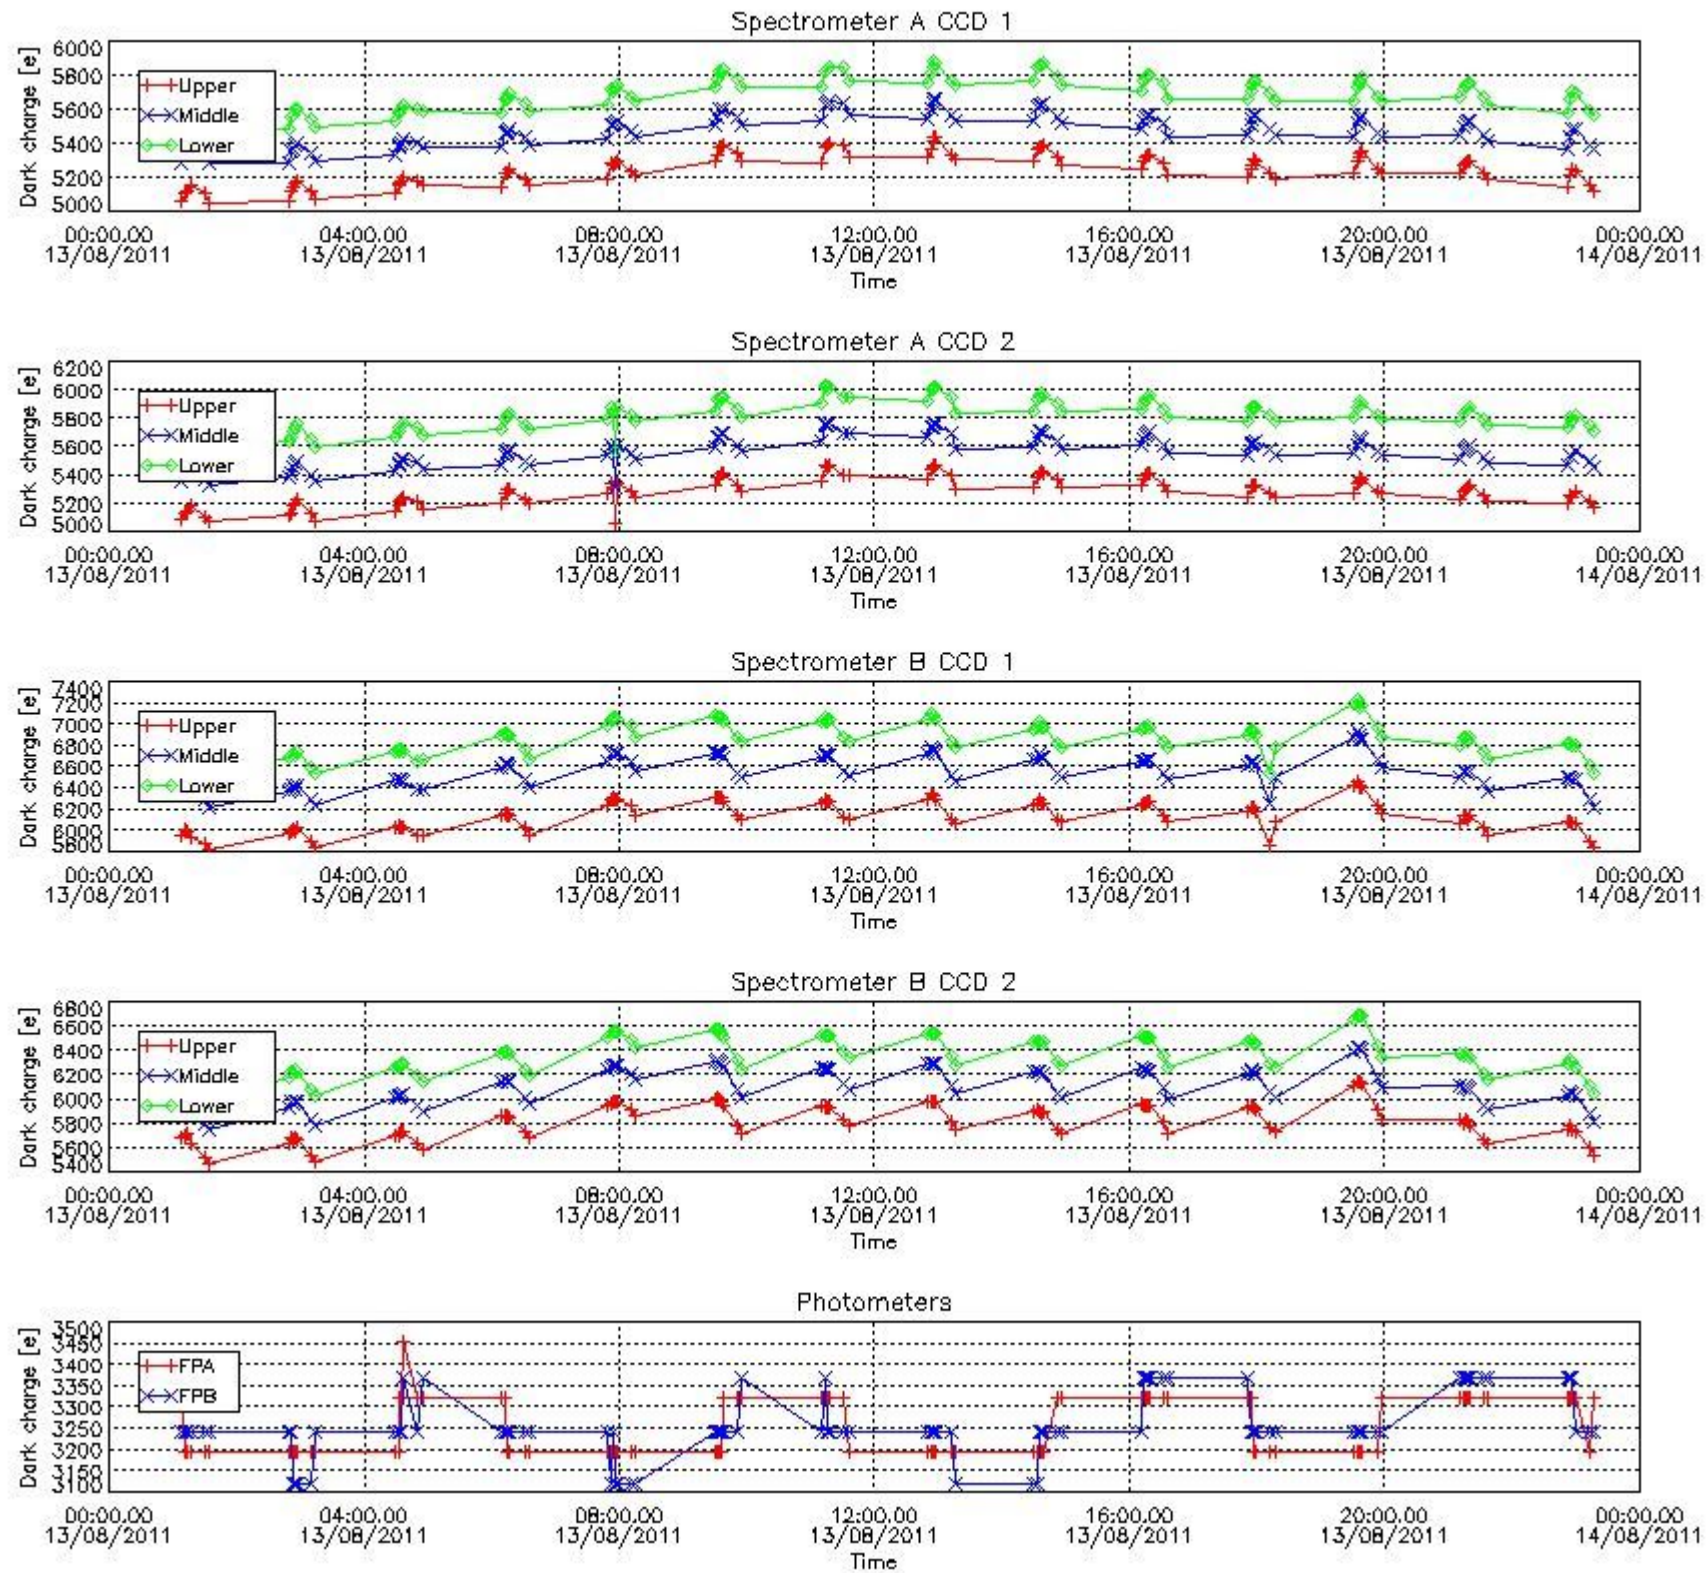 Spectrometer A CCD 1
Dark charge [e]
6000
5800
5600
5400
5200
5000
Upper
Middle
Lower
00:00.00 04:00.00 08:00.00 12:00.00 16:00.00 20:00.00 00:00.00
13/08/2011 13/08/2011 13/08/2011 13/08/2011 13/08/2011 13/08/2011 14/08/2011
Time
Spectrometer A CCD 2
Dark charge [e]
6200
6000
5800
5600
5400
5200
5000
Upper
Middle
Lower
00:00.00 04:00.00 08:00.00 12:00.00 16:00.00 20:00.00 00:00.00
13/08/2011 13/08/2011 13/08/2011 13/08/2011 13/08/2011 13/08/2011 14/08/2011
Time
Spectrometer B CCD 1
Dark charge [e]
7400
7200
7000
6800
6600
6400
6200
6000
5800
Upper
Middle
Lower
00:00.00 04:00.00 08:00.00 12:00.00 16:00.00 20:00.00 00:00.00
13/08/2011 13/08/2011 13/08/2011 13/08/2011 13/08/2011 13/08/2011 14/08/2011
Time
Spectrometer B CCD 2
Dark charge [e]
6800
6600
6400
6200
6000
5800
5600
5400
Upper
Middle
Lower
00:00.00 04:00.00 08:00.00 12:00.00 16:00.00 20:00.00 00:00.00
13/08/2011 13/08/2011 13/08/2011 13/08/2011 13/08/2011 13/08/2011 14/08/2011
Time
Photometers
Dark charge [e]
3500
3450
3400
3350
3300
3250
3200
3150
3100
FPA
FPB
00:00.00 04:00.00 08:00.00 12:00.00 16:00.00 20:00.00 00:00.00
13/08/2011 13/08/2011 13/08/2011 13/08/2011 13/08/2011 13/08/2011 14/08/2011
Time